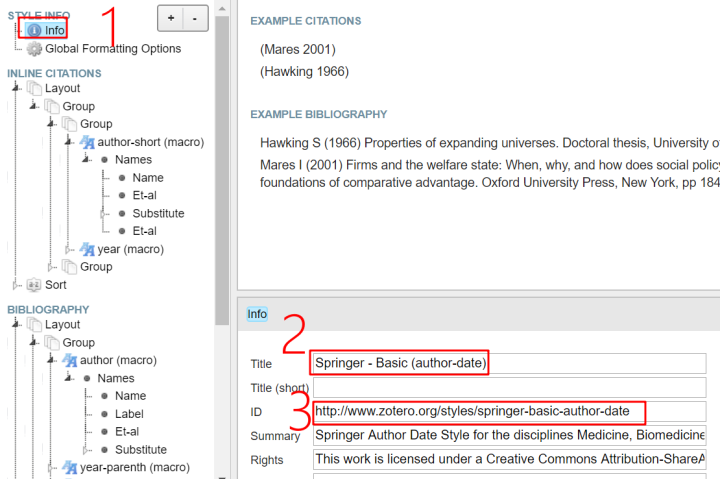 STYLE INFO
+ -
1
Info
Global Formatting Options
INLINE CITATIONS
Layout
Group
Group
author-short (macro)
Names
Name
Et-al
Substitute
Et-al
year (macro)
Group
Sort
BIBLIOGRAPHY
Layout
Group
author (macro)
Names
Name
Label
Et-al
Substitute
year-parenth (macro)
EXAMPLE CITATIONS
(Mares 2001)
(Hawking 1966)
EXAMPLE BIBLIOGRAPHY
Hawking S (1966) Properties of expanding universes. Doctoral thesis, University o
Mares I (2001) Firms and the welfare state: When, why, and how does social policy
foundations of comparative advantage. Oxford University Press, New York, pp 184
Info
2
Title Springer - Basic (author-date)
Title (short)
3
ID http://www.zotero.org/styles/springer-basic-author-date
Summary Springer Author Date Style for the disciplines Medicine, Biomedicine
Rights This work is licensed under a Creative Commons Attribution-ShareA